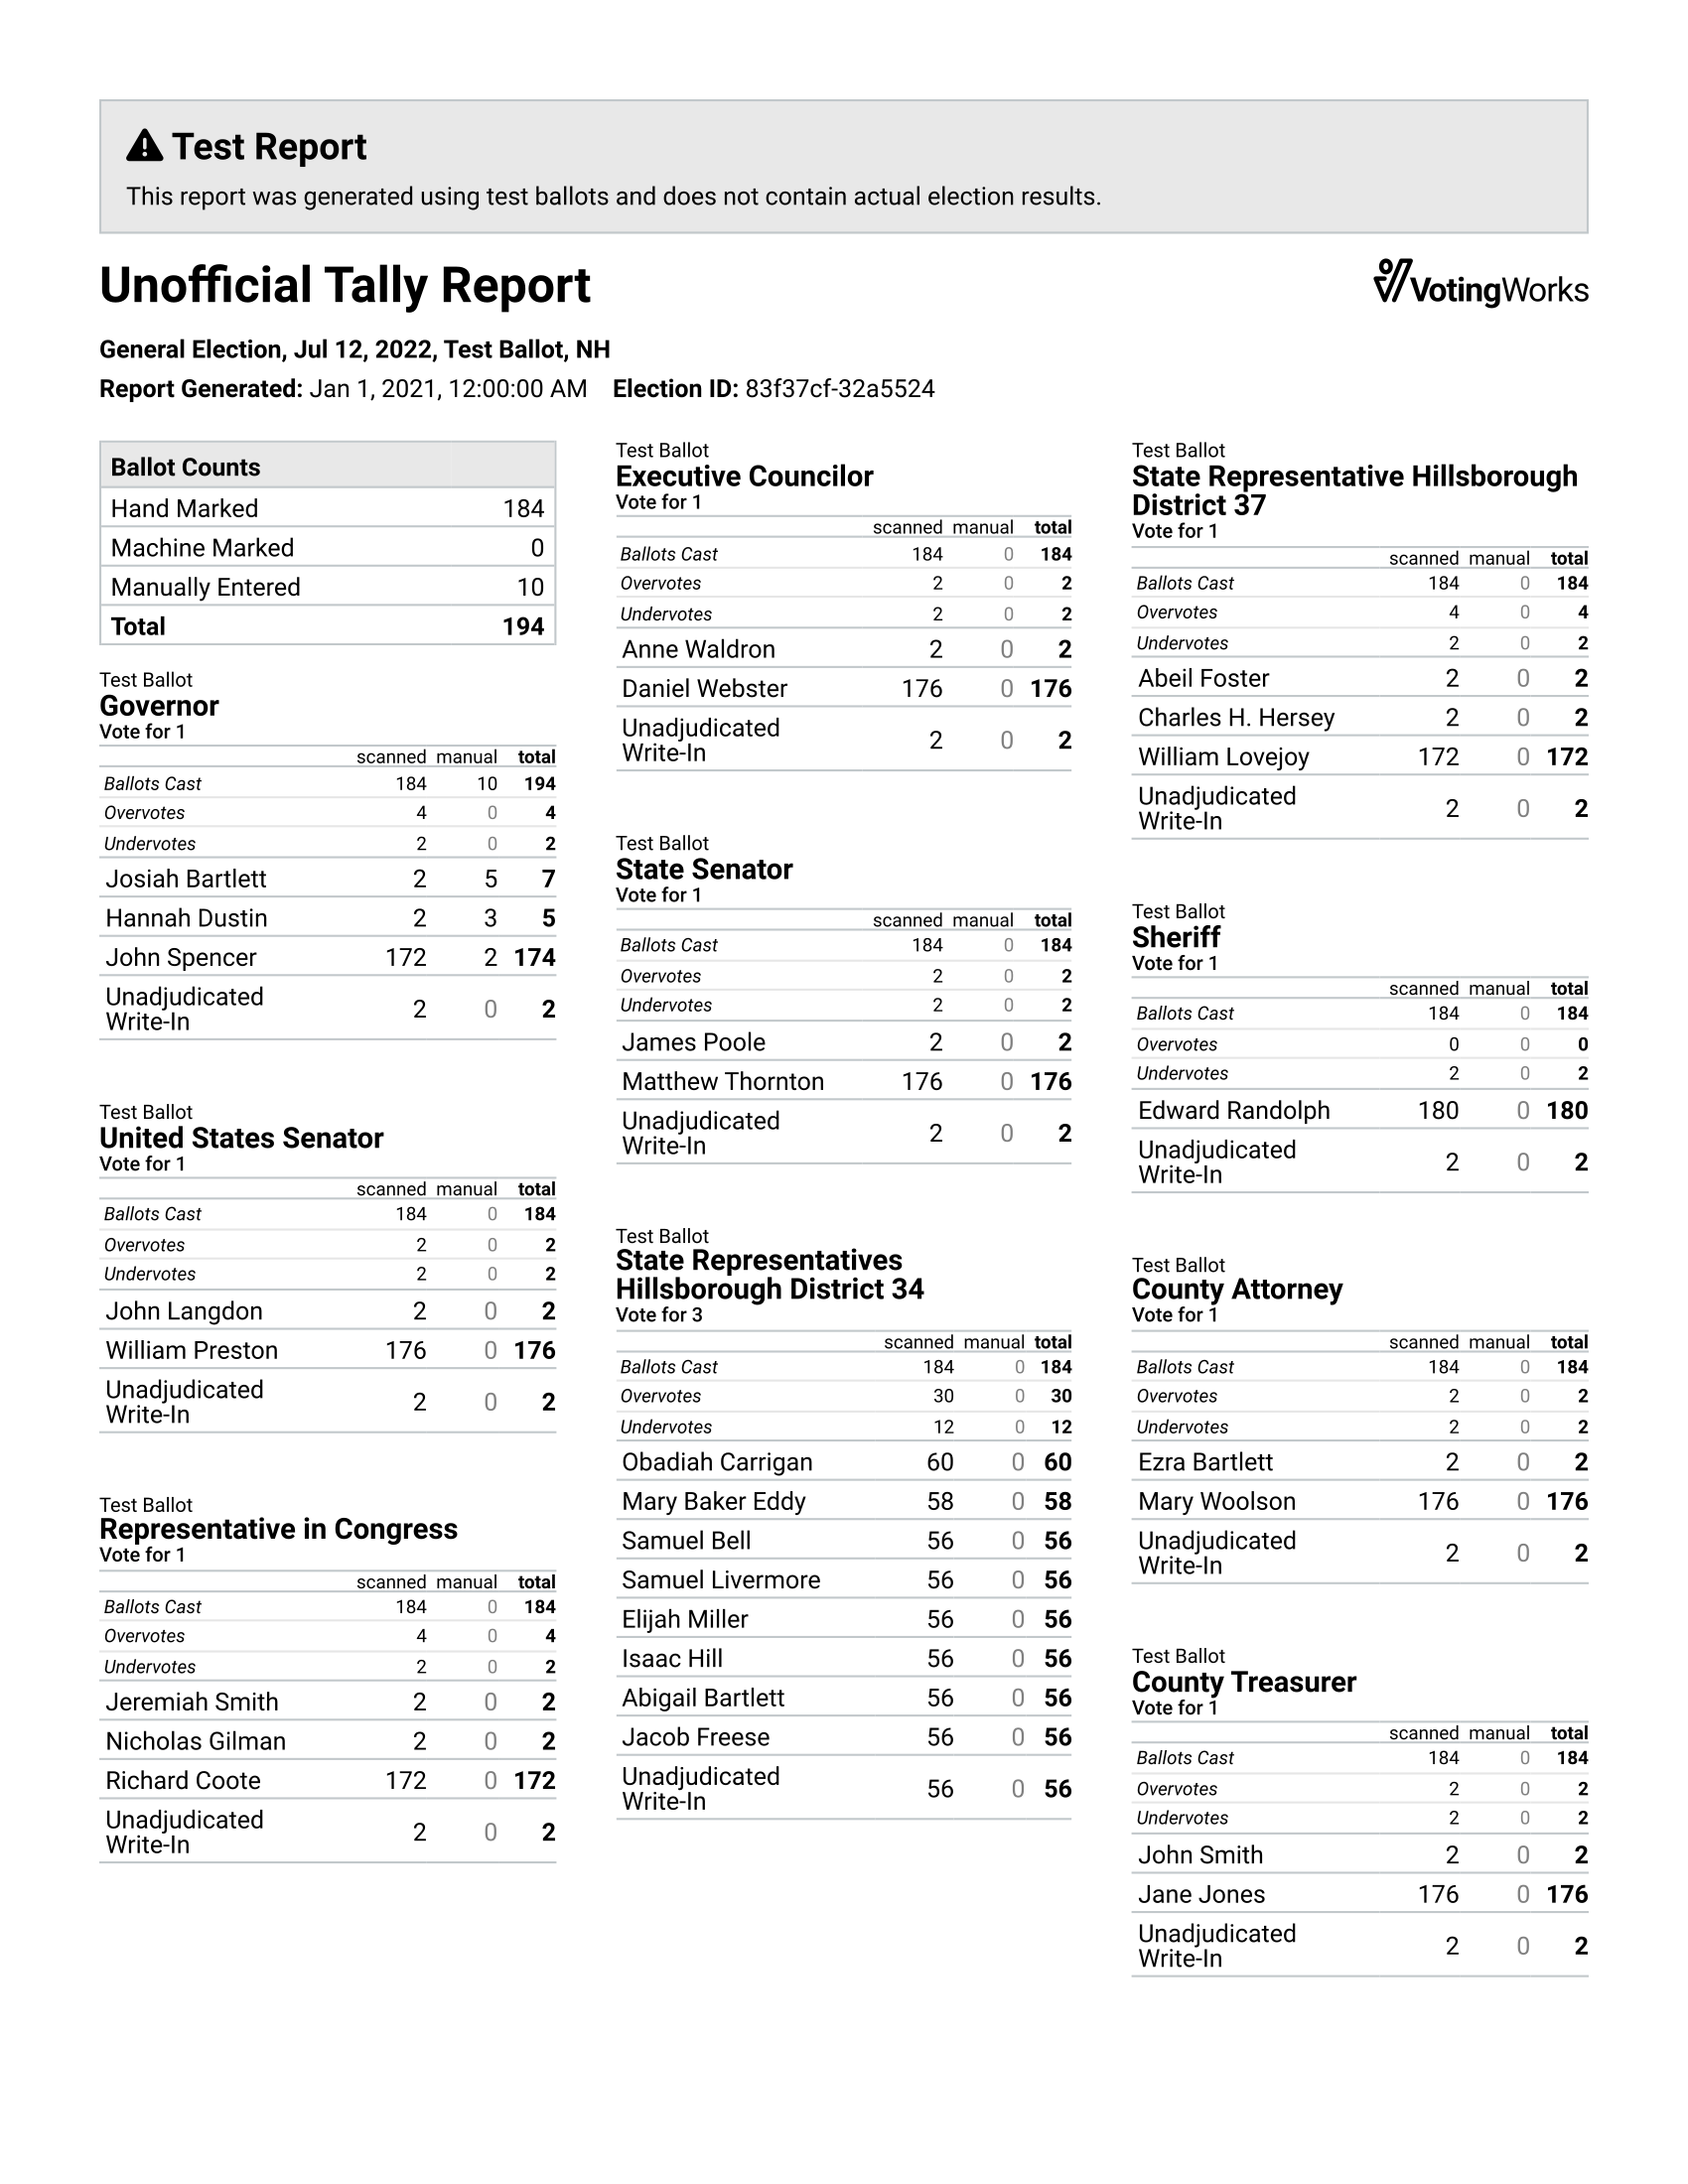 Test Report
This report was generated using test ballots and does not contain actual election results.
Unofficial Tally Report
VotingWorks
General Election, Jul 12, 2022, Test Ballot, NH
Report Generated: Jan 1, 2021, 12:00:00 AM Election ID: 83f37cf-32a5524
Ballot Counts
Hand Marked 184
Machine Marked 0
Manually Entered 10
Total 194
Test Ballot
Governor
Vote for 1
scanned manual total
Ballots Cast 184 10 194
Overvotes 4 0 4
Undervotes 2 0 2
Josiah Bartlett 2 5 7
Hannah Dustin 2 3 5
John Spencer 172 2 174
Unadjudicated
Write-In 2 0 2
Test Ballot
United States Senator
Vote for 1
scanned manual total
Ballots Cast 184 0 184
Overvotes 2 0 2
Undervotes 2 0 2
John Langdon 2 0 2
William Preston 176 0 176
Unadjudicated
Write-In 2 0 2
Test Ballot
Representative in Congress
Vote for 1
scanned manual total
Ballots Cast 184 0 184
Overvotes 4 0 4
Undervotes 2 0 2
Jeremiah Smith 2 0 2
Nicholas Gilman 2 0 2
Richard Coote 172 0 172
Unadjudicated
Write-In 2 0 2
Test Ballot
Executive Councilor
Vote for 1
scanned manual total
Ballots Cast 184 0 184
Overvotes 2 0 2
Undervotes 2 0 2
Anne Waldron 2 0 2
Daniel Webster 176 0 176
Unadjudicated
Write-In 2 0 2
Test Ballot
State Senator
Vote for 1
scanned manual total
Ballots Cast 184 0 184
Overvotes 2 0 2
Undervotes 2 0 2
James Poole 2 0 2
Matthew Thornton 176 0 176
Unadjudicated
Write-In 2 0 2
Test Ballot
State Representatives
Hillsborough District 34
Vote for 3
scanned manual total
Ballots Cast 184 0 184
Overvotes 30 0 30
Undervotes 12 0 12
Obadiah Carrigan 60 0 60
Mary Baker Eddy 58 0 58
Samuel Bell 56 0 56
Samuel Livermore 56 0 56
Elijah Miller 56 0 56
Isaac Hill 56 0 56
Abigail Bartlett 56 0 56
Jacob Freese 56 0 56
Unadjudicated
Write-In 56 0 56
Test Ballot
State Representative Hillsborough
District 37
Vote for 1
scanned manual total
Ballots Cast 184 0 184
Overvotes 4 0 4
Undervotes 2 0 2
Abeil Foster 2 0 2
Charles H. Hersey 2 0 2
William Lovejoy 172 0 172
Unadjudicated
Write-In 2 0 2
Test Ballot
Sheriff
Vote for 1
scanned manual total
Ballots Cast 184 0 184
Overvotes 0 0 0
Undervotes 2 0 2
Edward Randolph 180 0 180
Unadjudicated
Write-In 2 0 2
Test Ballot
County Attorney
Vote for 1
scanned manual total
Ballots Cast 184 0 184
Overvotes 2 0 2
Undervotes 2 0 2
Ezra Bartlett 2 0 2
Mary Woolson 176 0 176
Unadjudicated
Write-In 2 0 2
Test Ballot
County Treasurer
Vote for 1
scanned manual total
Ballots Cast 184 0 184
Overvotes 2 0 2
Undervotes 2 0 2
John Smith 2 0 2
Jane Jones 176 0 176
Unadjudicated
Write-In 2 0 2